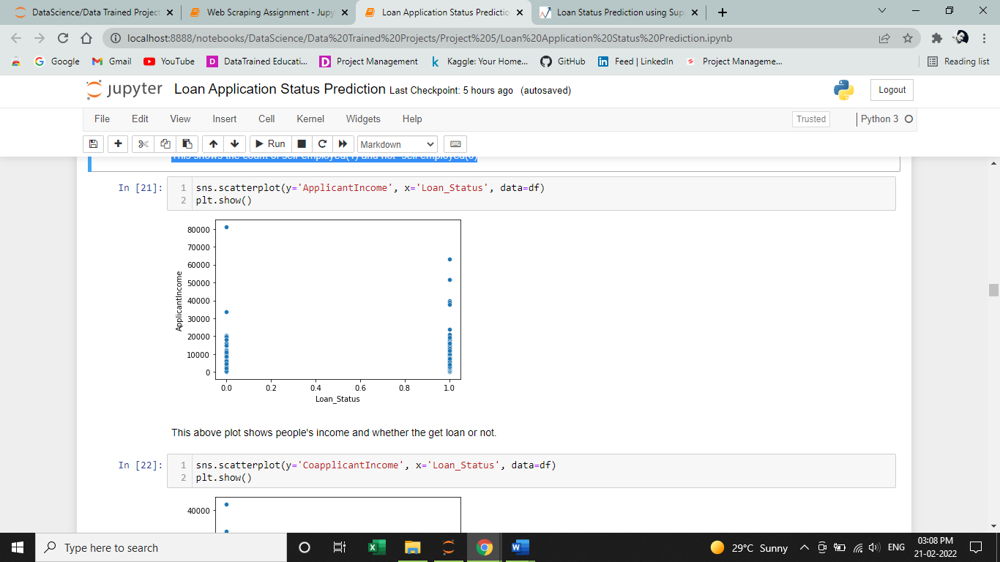 DataScience/Data Trained Project
Web Scraping Assignment - Jupy
Loan Application Status Predictio
Loan Status Prediction using Sup
localhost:8888/notebooks/DataScience/Data%20Trained%20Projects/Project%205/Loan%20Application%20Status%20Prediction.ipynb
Google Gmail YouTube DataTrained Educati... Project Management Kaggle: Your Home... GitHub Feed | LinkedIn Project Manageme... Reading list
jupyter Loan Application Status Prediction Last Checkpoint: 5 hours ago (autosaved) Logout
File Edit View Insert Cell Kernel Widgets Help Trusted Python 3
Run Markdown
This shows the count of self employed(1) and not- self employed(0)
In [21]:
1 sns.scatterplot(y='ApplicantIncome', x='Loan_Status', data=df)
2 plt.show()
80000
70000
60000
50000
40000
30000
20000
10000
0
ApplicantIncome
0.0 0.2 0.4 0.6 0.8 1.0
Loan_Status
This above plot shows people's income and whether the get loan or not.
In [22]:
1 sns.scatterplot(y='CoapplicantIncome', x='Loan_Status', data=df)
2 plt.show()
40000
Type here to search
29°C Sunny
ENG
03:08 PM
21-02-2022